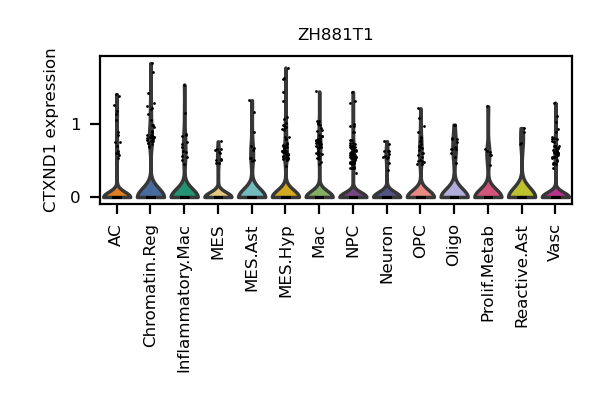 ZH881T1
CTXND1 expression
1
0
AC
Chromatin.Reg
Inflammatory.Mac
MES
MES.Ast
MES.Hyp
Mac
NPC
Neuron
OPC
Oligo
Prolif.Metab
Reactive.Ast
Vasc